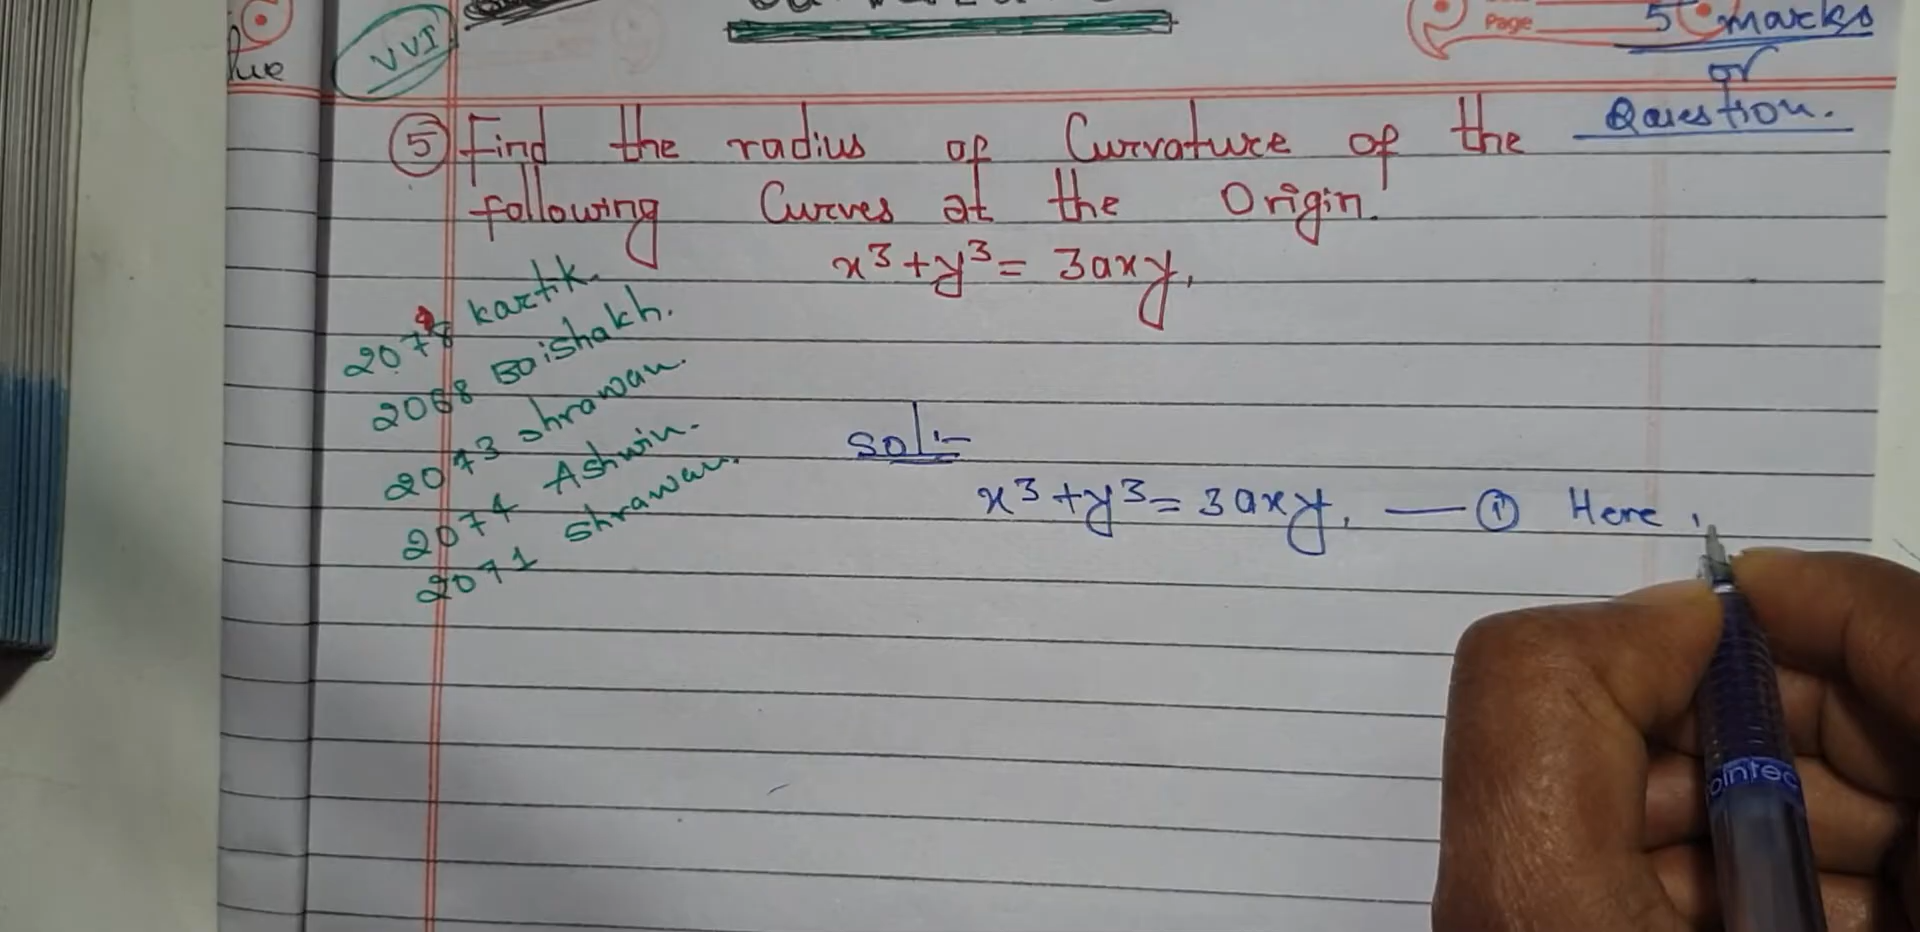 VVI
Page
5 marks
or
Question.
⑤ Find the radius of Curvature of the
following Curves at the Origin.
x³+y³= 3axy,
kartik.
2068 Baishakh.
2073 shrawan.
2074 Ashwin.
2071 shrawan.
Sol:-
x³+y³= 3axy, — ① Here,
ointec